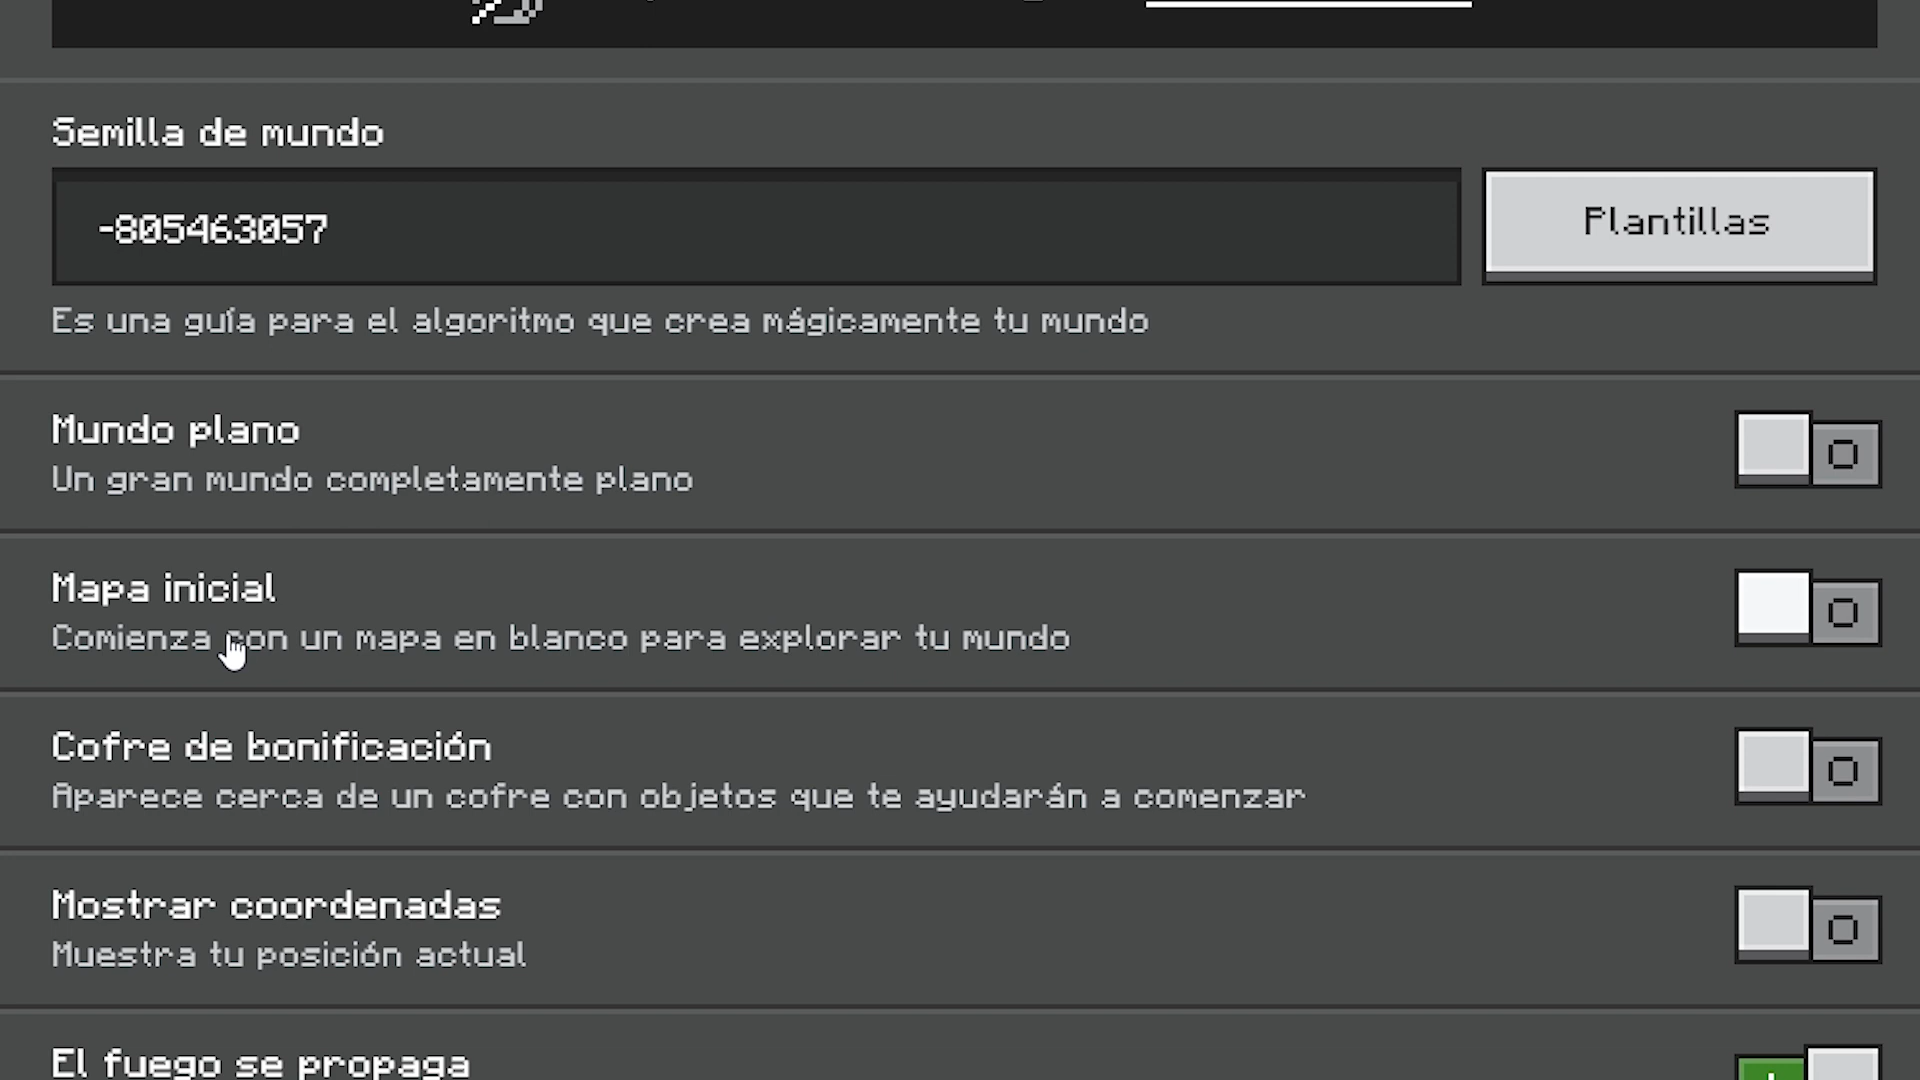 Semilla de mundo
-805463057
Plantillas
Es una guía para el algoritmo que crea mágicamente tu mundo
Mundo plano
Un gran mundo completamente plano
Mapa inicial
Comienza con un mapa en blanco para explorar tu mundo
Cofre de bonificación
Aparece cerca de un cofre con objetos que te ayudarán a comenzar
Mostrar coordenadas
Muestra tu posición actual
El fuego se propaga